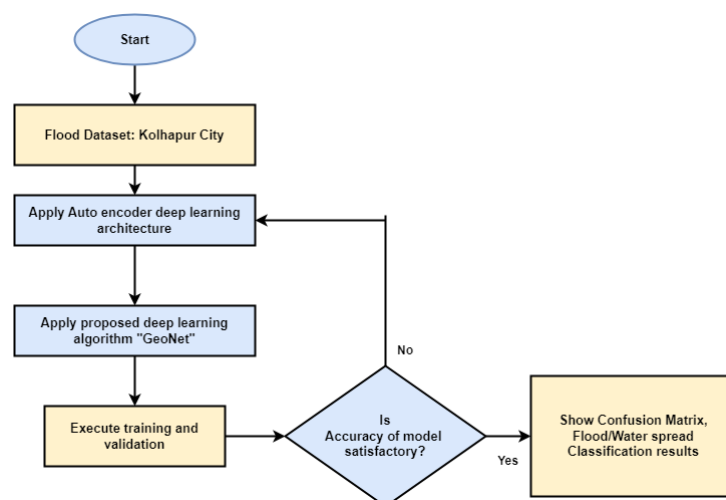 Start
Flood Dataset: Kolhapur City
Apply Auto encoder deep learning
architecture
Apply proposed deep learning
algorithm "GeoNet"
No
Execute training and
validation
Is
Accuracy of model
satisfactory?
Yes
Show Confusion Matrix,
Flood/Water spread
Classification results